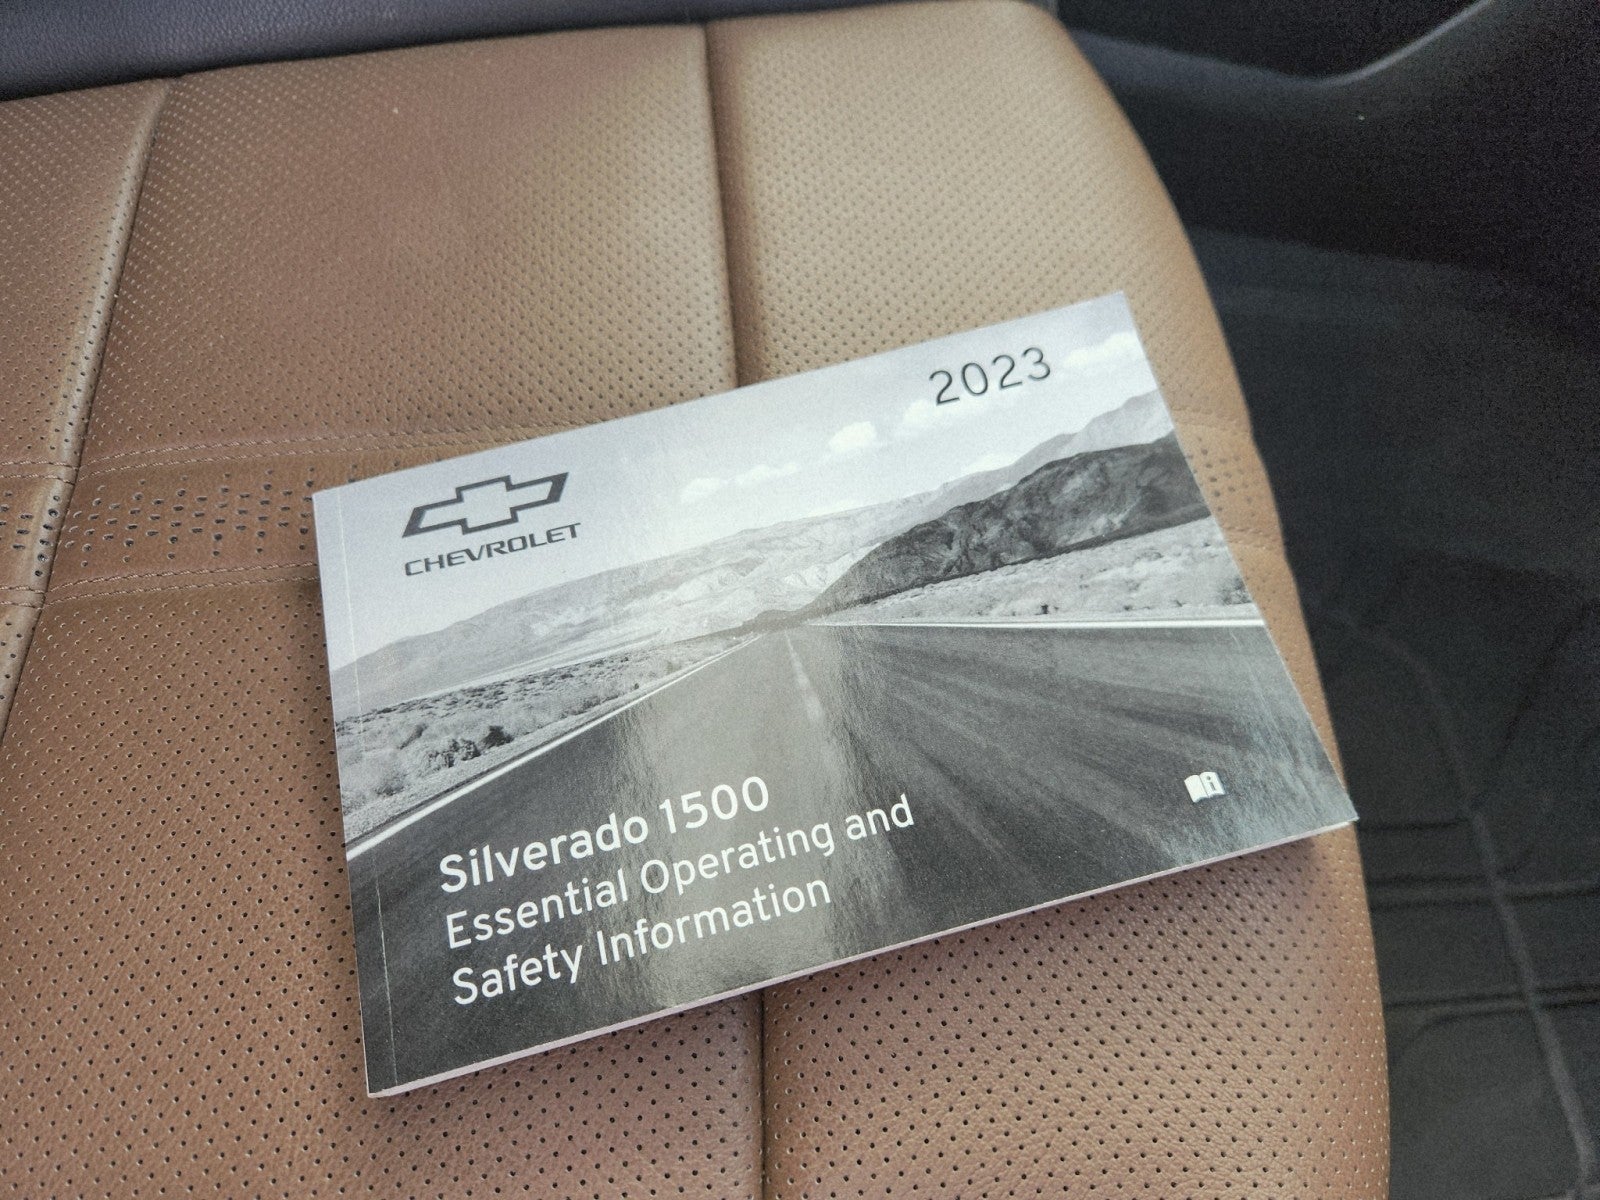 2023
CHEVROLET
Silverado 1500
Essential Operating and
Safety Information